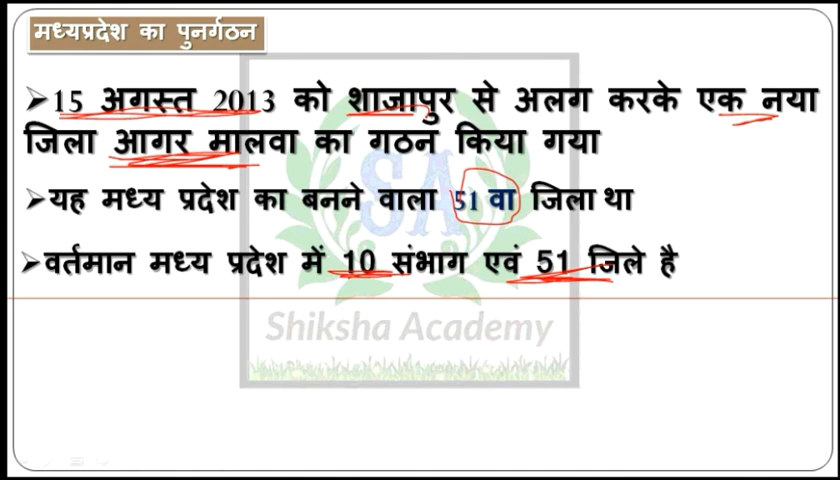 मध्यप्रदेश का पुनर्गठन
➢15 अगस्त 2013 को शाजापुर से अलग करके एक नया
जिला आगर मालवा का गठन किया गया
➢यह मध्य प्रदेश का बनने वाला 51 वा जिला था
➢वर्तमान मध्य प्रदेश में 10 संभाग एवं 51 जिले है
SA
Shiksha Academy